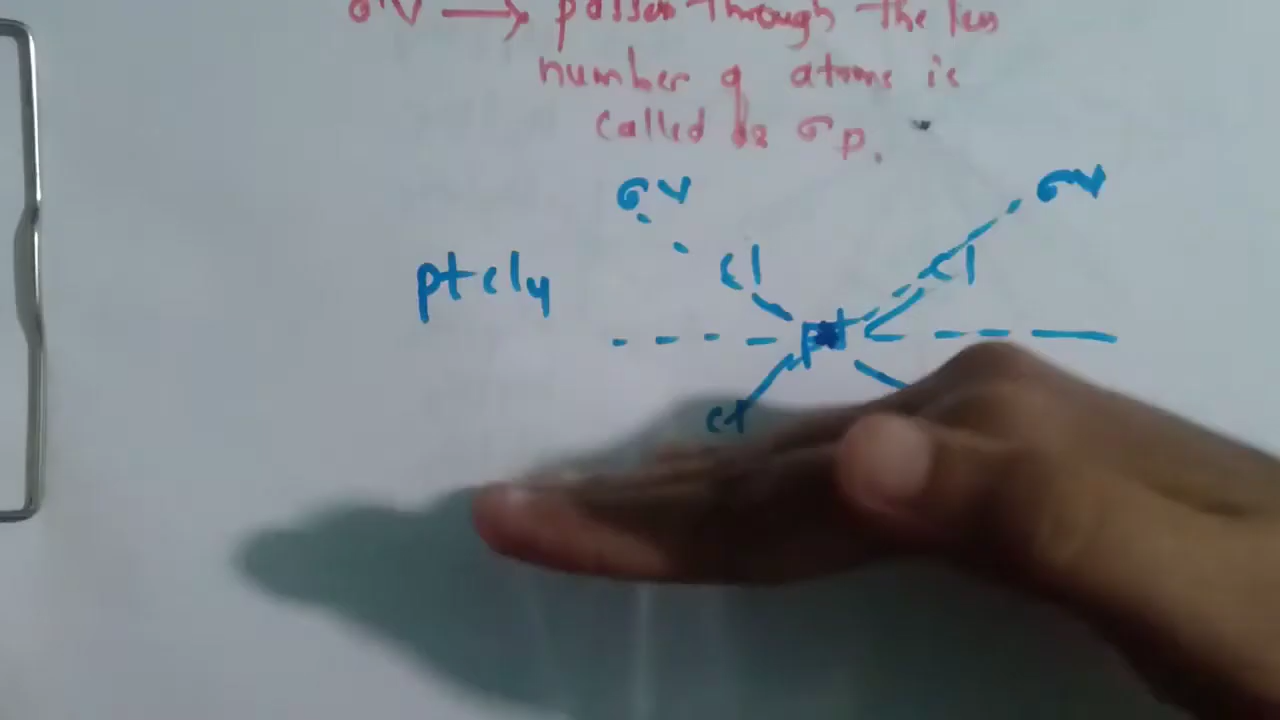 σV → passes through the less
number of atoms is
called as σp.
σV σV
ptcl4
cl cl
pt
cl